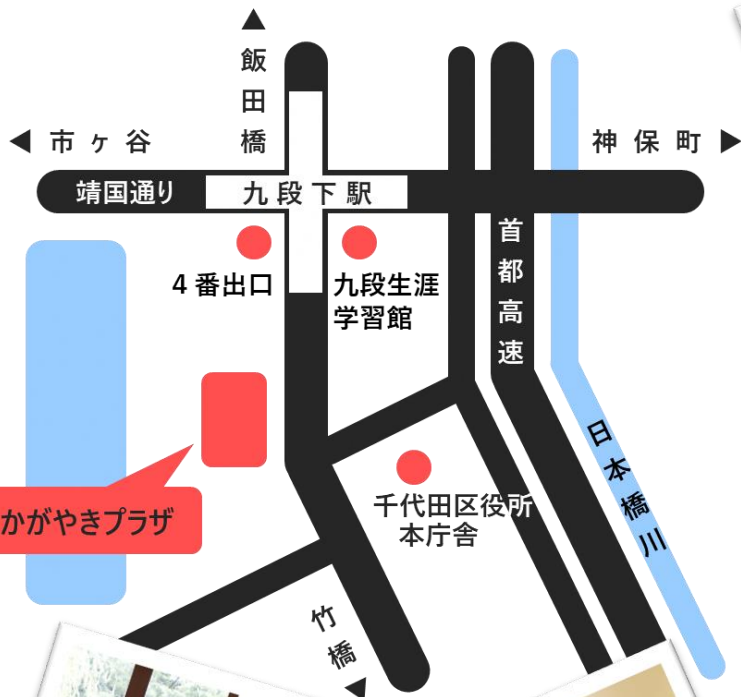 ▲
飯田橋
◀ 市ヶ谷
神保町 ▶
靖国通り
九段下駅
4番出口
九段生涯
学習館
首都高速
かがやきプラザ
千代田区役所
本庁舎
日本橋川
竹橋
▼